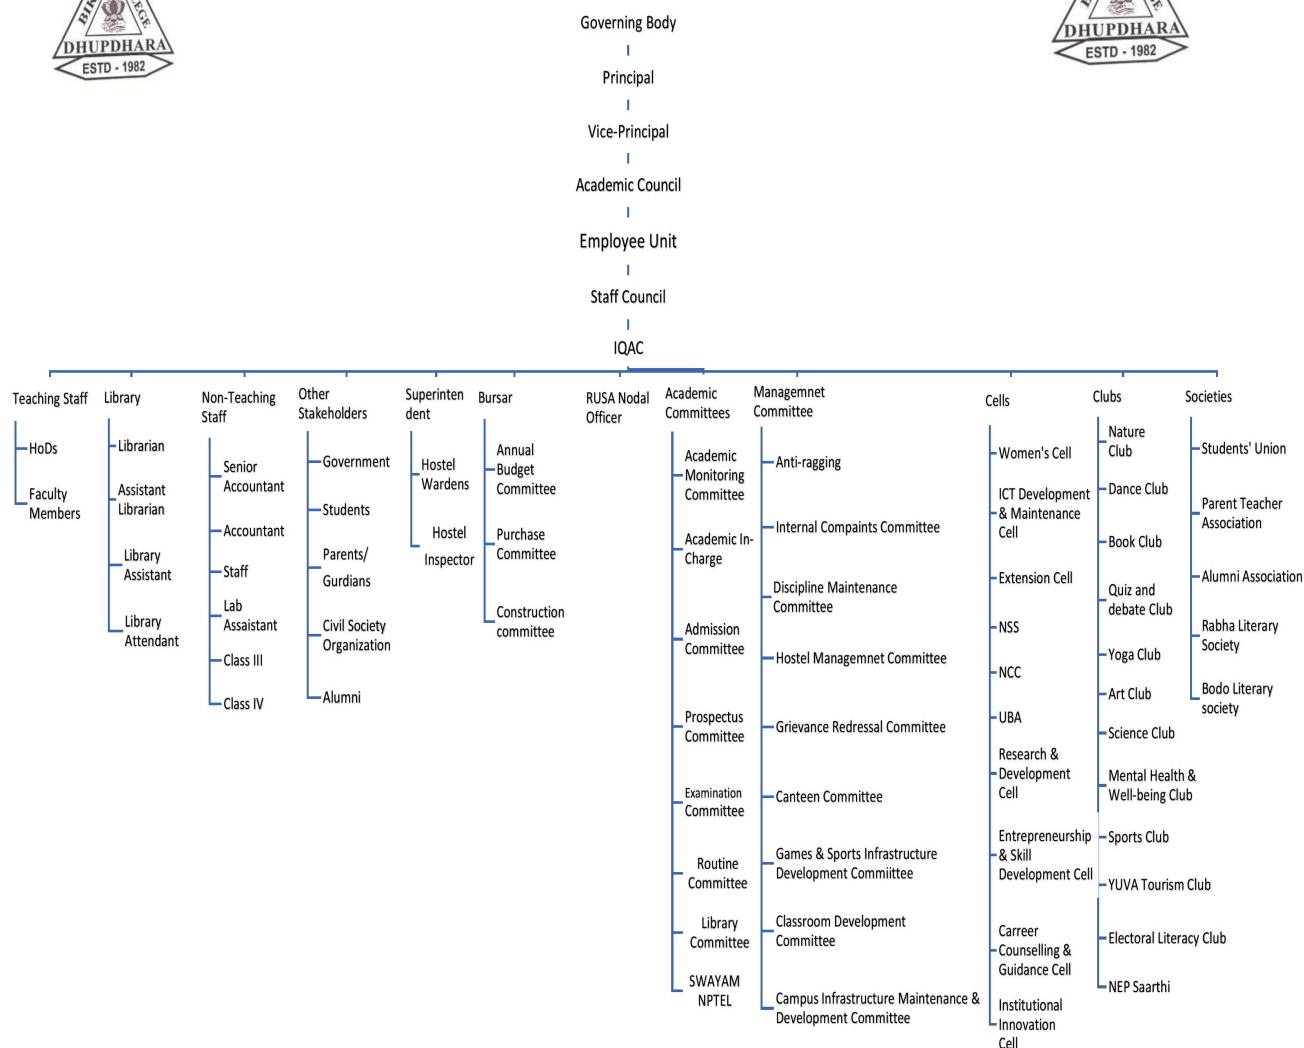 DHUPDHARA
ESTD - 1982
EGE
DHUPDHARA
ESTD - 1982
Governing Body
Principal
Vice-Principal
Academic Council
Employee Unit
Staff Council
IQAC
Teaching Staff
HoDs
Faculty
Members
Library
Librarian
Assistant
Librarian
Library
Assistant
Library
Attendant
Non-Teaching
Staff
Senior
Accountant
Accountant
Staff
Lab
Assaistant
Class III
Class IV
Other
Stakeholders
Government
Students
Parents/
Gurdians
Civil Society
Organization
Alumni
Superinten
dent
Hostel
Wardens
Hostel
Inspector
Bursar
Annual
Budget
Committee
Purchase
Committee
Construction
committee
RUSA Nodal
Officer
Academic
Committees
Academic
Monitoring
Committee
Academic In-
Charge
Admission
Committee
Prospectus
Committee
Examination
Committee
Routine
Committee
Library
Committee
SWAYAM
NPTEL
Managemnet
Committee
Anti-ragging
Internal Compaints Committee
Discipline Maintenance
Committee
Hostel Managemnet Committee
Grievance Redressal Committee
Canteen Committee
Games & Sports Infrastructure
Development Commiittee
Classroom Development
Committee
Campus Infrastructure Maintenance &
Development Committee
Cells
Women's Cell
ICT Development
& Maintenance
Cell
Extension Cell
NSS
NCC
UBA
Research &
Development
Cell
Entrepreneurship
& Skill
Development Cell
Carreer
Counselling &
Guidance Cell
Institutional
Innovation
Cell
Clubs
Nature
Club
Dance Club
Book Club
Quiz and
debate Club
Yoga Club
Art Club
Science Club
Mental Health &
Well-being Club
Sports Club
YUVA Tourism Club
Electoral Literacy Club
NEP Saarthi
Societies
Students' Union
Parent Teacher
Association
Alumni Association
Rabha Literary
Society
Bodo Literary
society